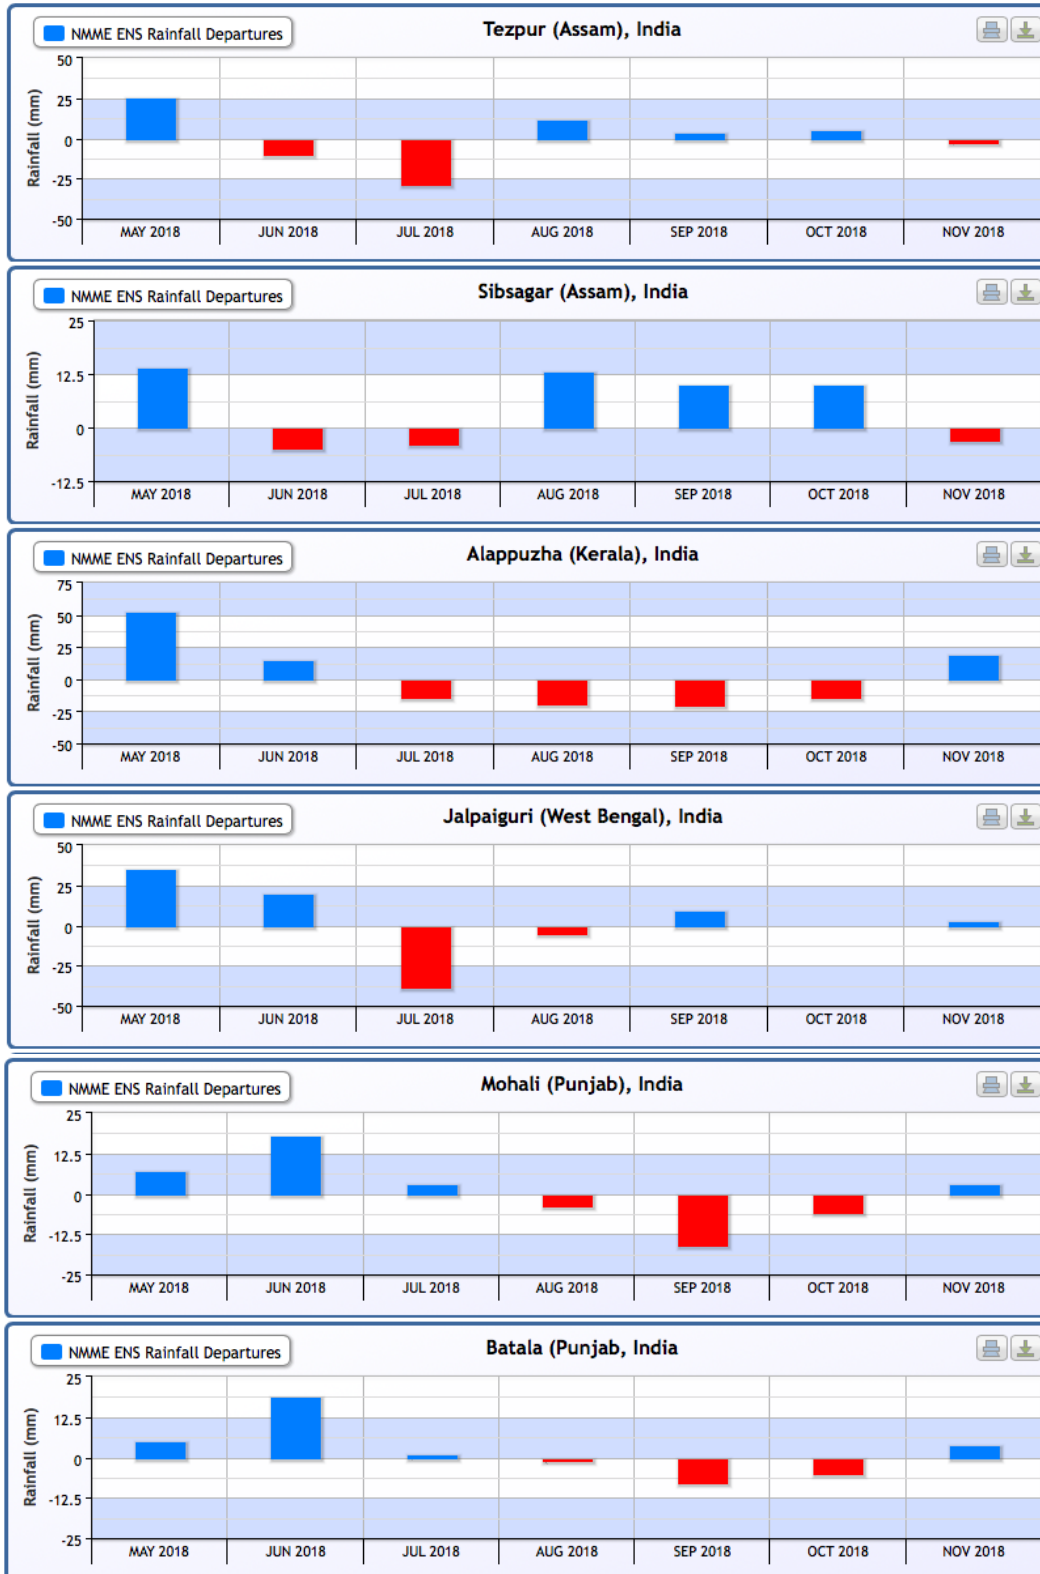 NMME ENS Rainfall Departures
Tezpur (Assam), India
Rainfall (mm)
50
25
0
-25
-50
MAY 2018 JUN 2018 JUL 2018 AUG 2018 SEP 2018 OCT 2018 NOV 2018
NMME ENS Rainfall Departures
Sibsagar (Assam), India
Rainfall (mm)
25
12.5
0
-12.5
MAY 2018 JUN 2018 JUL 2018 AUG 2018 SEP 2018 OCT 2018 NOV 2018
NMME ENS Rainfall Departures
Alappuzha (Kerala), India
Rainfall (mm)
75
50
25
0
-25
-50
MAY 2018 JUN 2018 JUL 2018 AUG 2018 SEP 2018 OCT 2018 NOV 2018
NMME ENS Rainfall Departures
Jalpaiguri (West Bengal), India
Rainfall (mm)
50
25
0
-25
-50
MAY 2018 JUN 2018 JUL 2018 AUG 2018 SEP 2018 OCT 2018 NOV 2018
NMME ENS Rainfall Departures
Mohali (Punjab), India
Rainfall (mm)
25
12.5
0
-12.5
-25
MAY 2018 JUN 2018 JUL 2018 AUG 2018 SEP 2018 OCT 2018 NOV 2018
NMME ENS Rainfall Departures
Batala (Punjab, India
Rainfall (mm)
25
12.5
0
-12.5
-25
MAY 2018 JUN 2018 JUL 2018 AUG 2018 SEP 2018 OCT 2018 NOV 2018